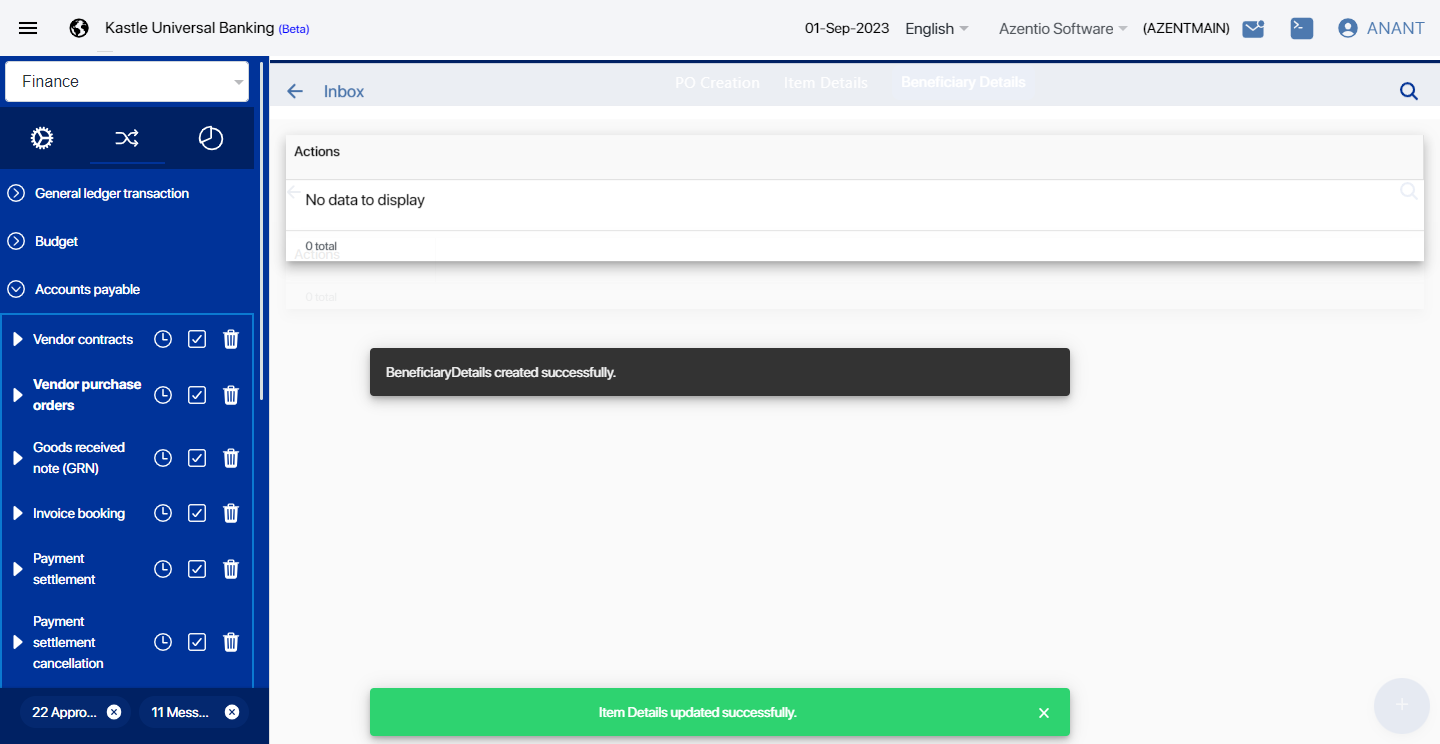 Kastle Universal Banking (Beta)
01-Sep-2023
English
Azentio Software
(AZENTMAIN)
ANANT
Finance
Inbox
PO Creation
Item Details
Beneficiary Details
General ledger transaction
Budget
Accounts payable
Vendor contracts
Vendor purchase
orders
Goods received
note (GRN)
Invoice booking
Payment
settlement
Payment
settlement
cancellation
22 Appro...
11 Mess...
Actions
No data to display
0 total
Actions
0 total
BeneficiaryDetails created successfully.
Item Details updated successfully.